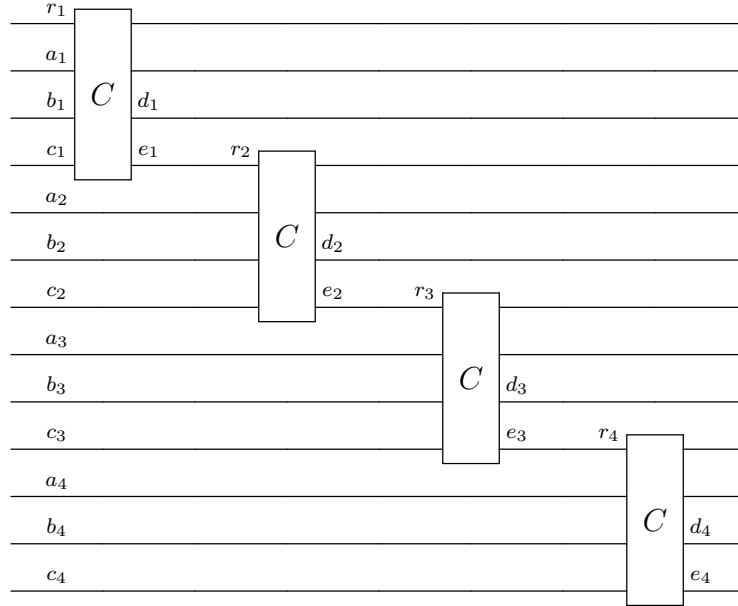 r₁
a₁
b₁ C d₁
c₁ e₁ r₂
a₂
b₂ C d₂
c₂ e₂ r₃
a₃
b₃ C d₃
c₃ e₃ r₄
a₄
b₄ C d₄
c₄ e₄